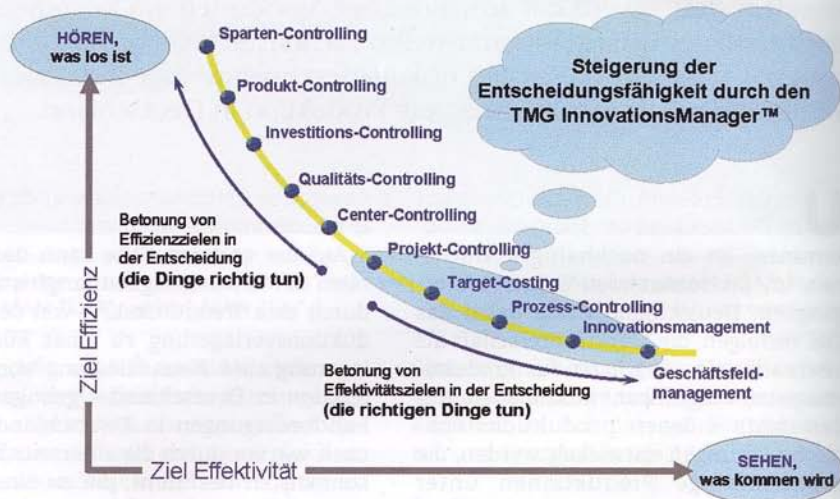 HÖREN,
was los ist
Sparten-Controlling
Produkt-Controlling
Investitions-Controlling
Qualitäts-Controlling
Center-Controlling
Projekt-Controlling
Target-Costing
Prozess-Controlling
Innovationsmanagement
Geschäftsfeld-
management
Steigerung der
Entscheidungsfähigkeit durch den
TMG InnovationsManager™
Betonung von
Effizienzzielen in
der Entscheidung
(die Dinge richtig tun)
Betonung von
Effektivitätszielen in der Entscheidung
(die richtigen Dinge tun)
Ziel Effizienz
Ziel Effektivität
SEHEN,
was kommen wird